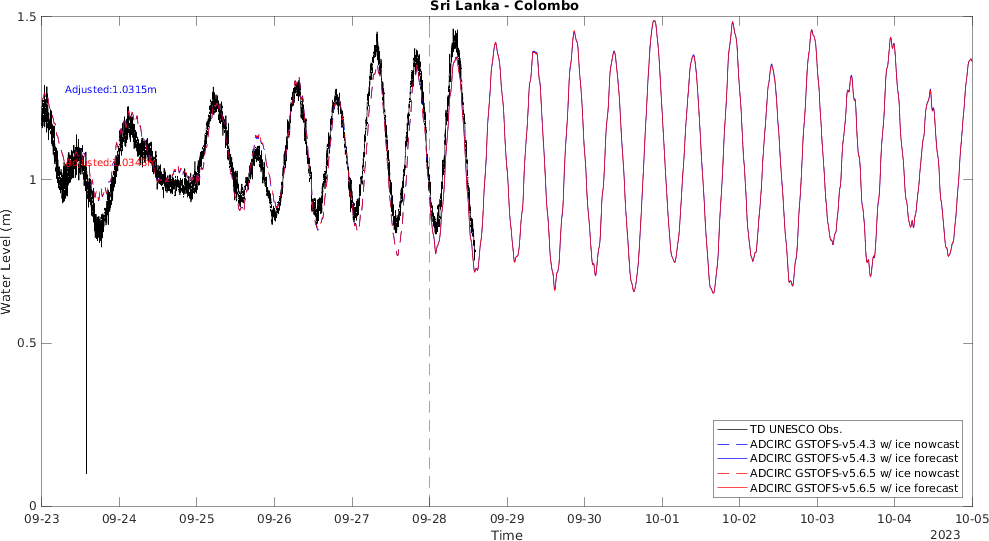 Sri Lanka - Colombo
1.5
Adjusted:1.0315m
1
Water Level (m)
0.5
TD UNESCO Obs.
ADCIRC GSTOFS-v5.4.3 w/ ice nowcast
ADCIRC GSTOFS-v5.4.3 w/ ice forecast
ADCIRC GSTOFS-v5.6.5 w/ ice nowcast
ADCIRC GSTOFS-v5.6.5 w/ ice forecast
0
09-23 09-24 09-25 09-26 09-27 09-28 09-29 09-30 10-01 10-02 10-03 10-04 10-05
Time
2023